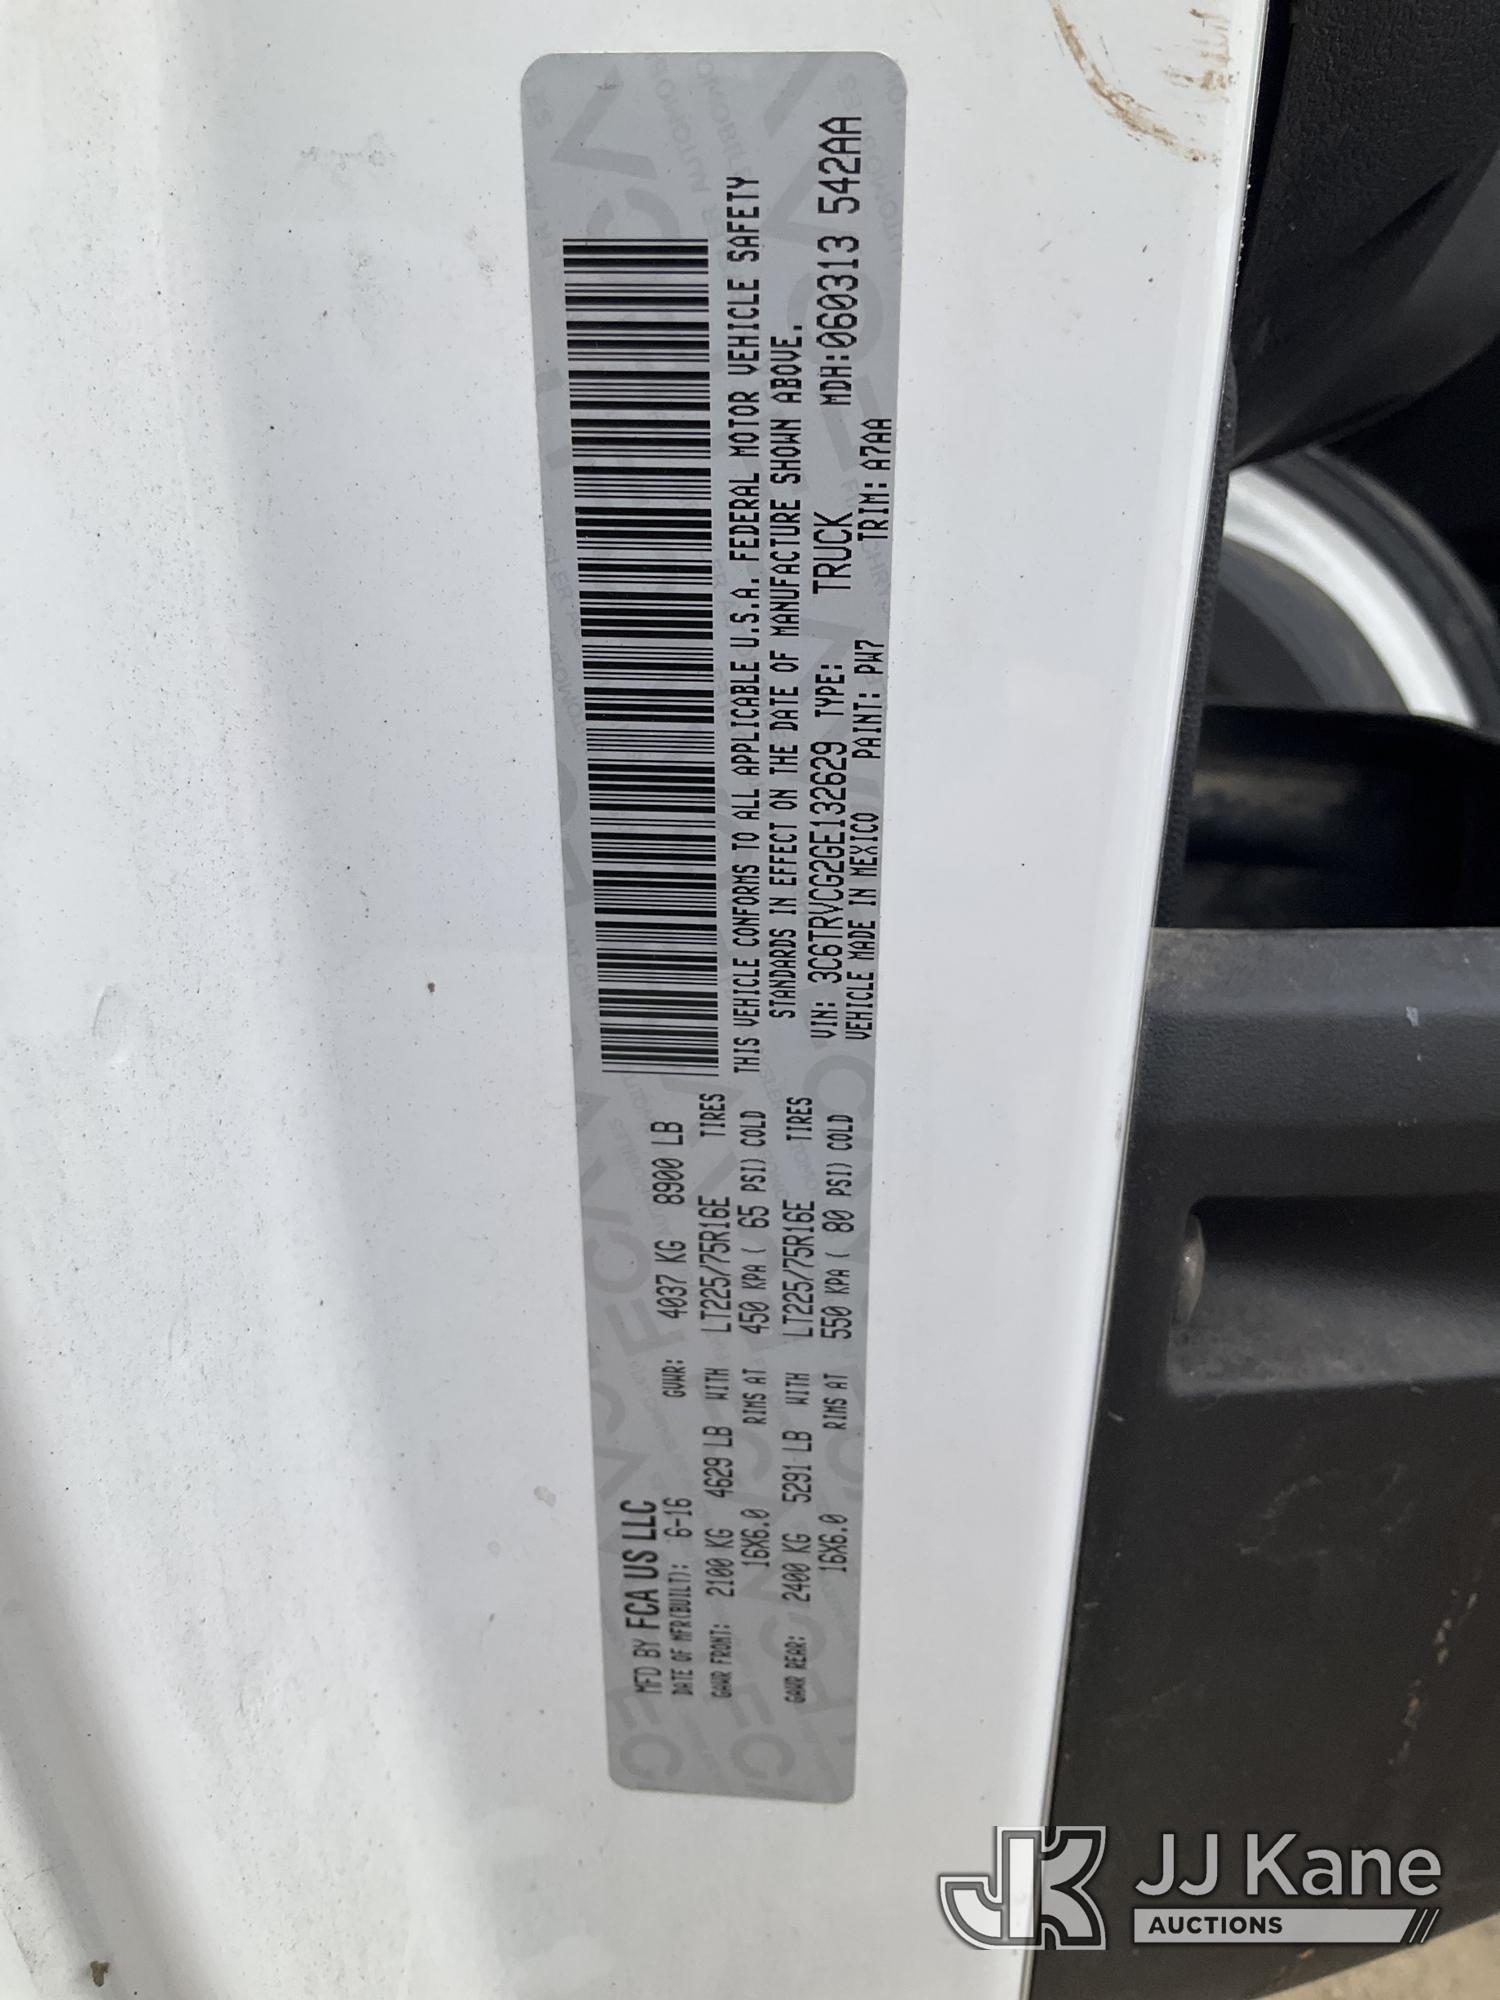 MFD BY FCA US LLC
DATE OF MFR(BUILT): 6-16 GVWR: 4037 KG 8900 LB
GAWR FRONT: 2100 KG 4629 LB WITH LT225/75R16E TIRES
16X6.0 RIMS AT 450 KPA ( 65 PSI) COLD
GAWR REAR: 2400 KG 5291 LB WITH LT225/75R16E TIRES
16X6.0 RIMS AT 550 KPA ( 80 PSI) COLD
THIS VEHICLE CONFORMS TO ALL APPLICABLE U.S.A. FEDERAL MOTOR VEHICLE SAFETY
STANDARDS IN EFFECT ON THE DATE OF MANUFACTURE SHOWN ABOVE.
VIN: 3C6TRVCG2GE132629 TYPE: TRUCK MDH:060313 542AA
VEHICLE MADE IN MEXICO PAINT: PW7 TRIM: A7AA
JK JJ Kane
AUCTIONS